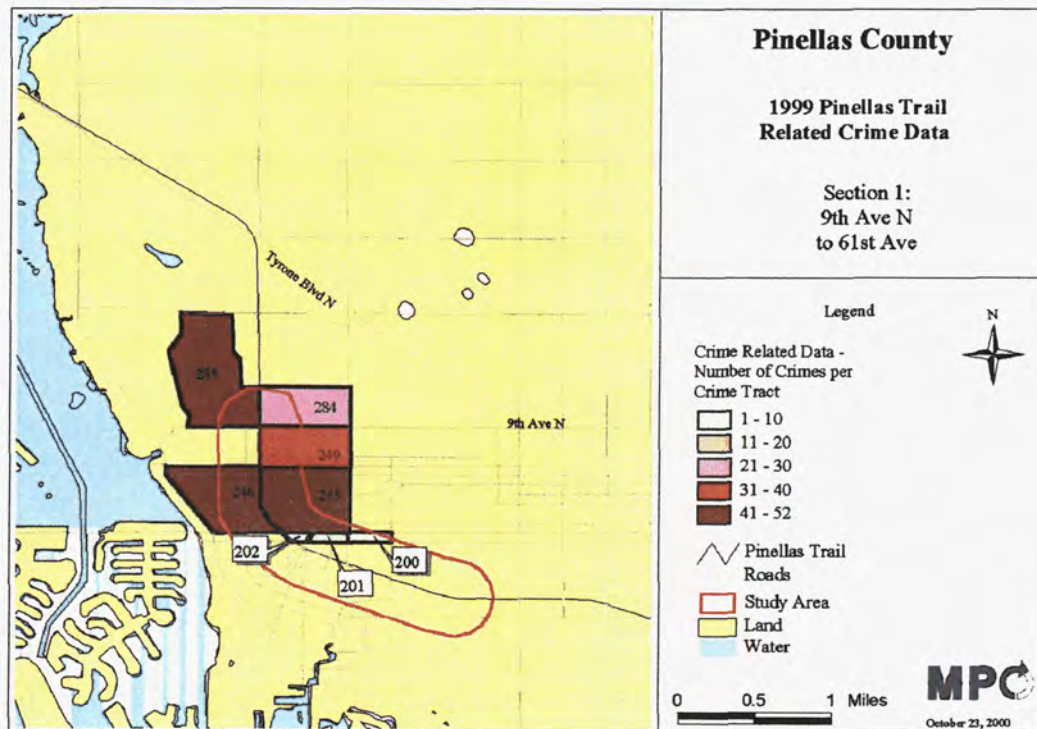 Pinellas County
1999 Pinellas Trail
Related Crime Data
Section 1:
9th Ave N
to 61st Ave
Legend
N
Crime Related Data -
Number of Crimes per
Crime Tract
1 - 10
11 - 20
21 - 30
31 - 40
41 - 52
Pinellas Trail
Roads
Study Area
Land
Water
0 0.5 1 Miles
MPO
October 23, 2000
Tyrone Blvd N
284
9th Ave N
249
246
202
200
201